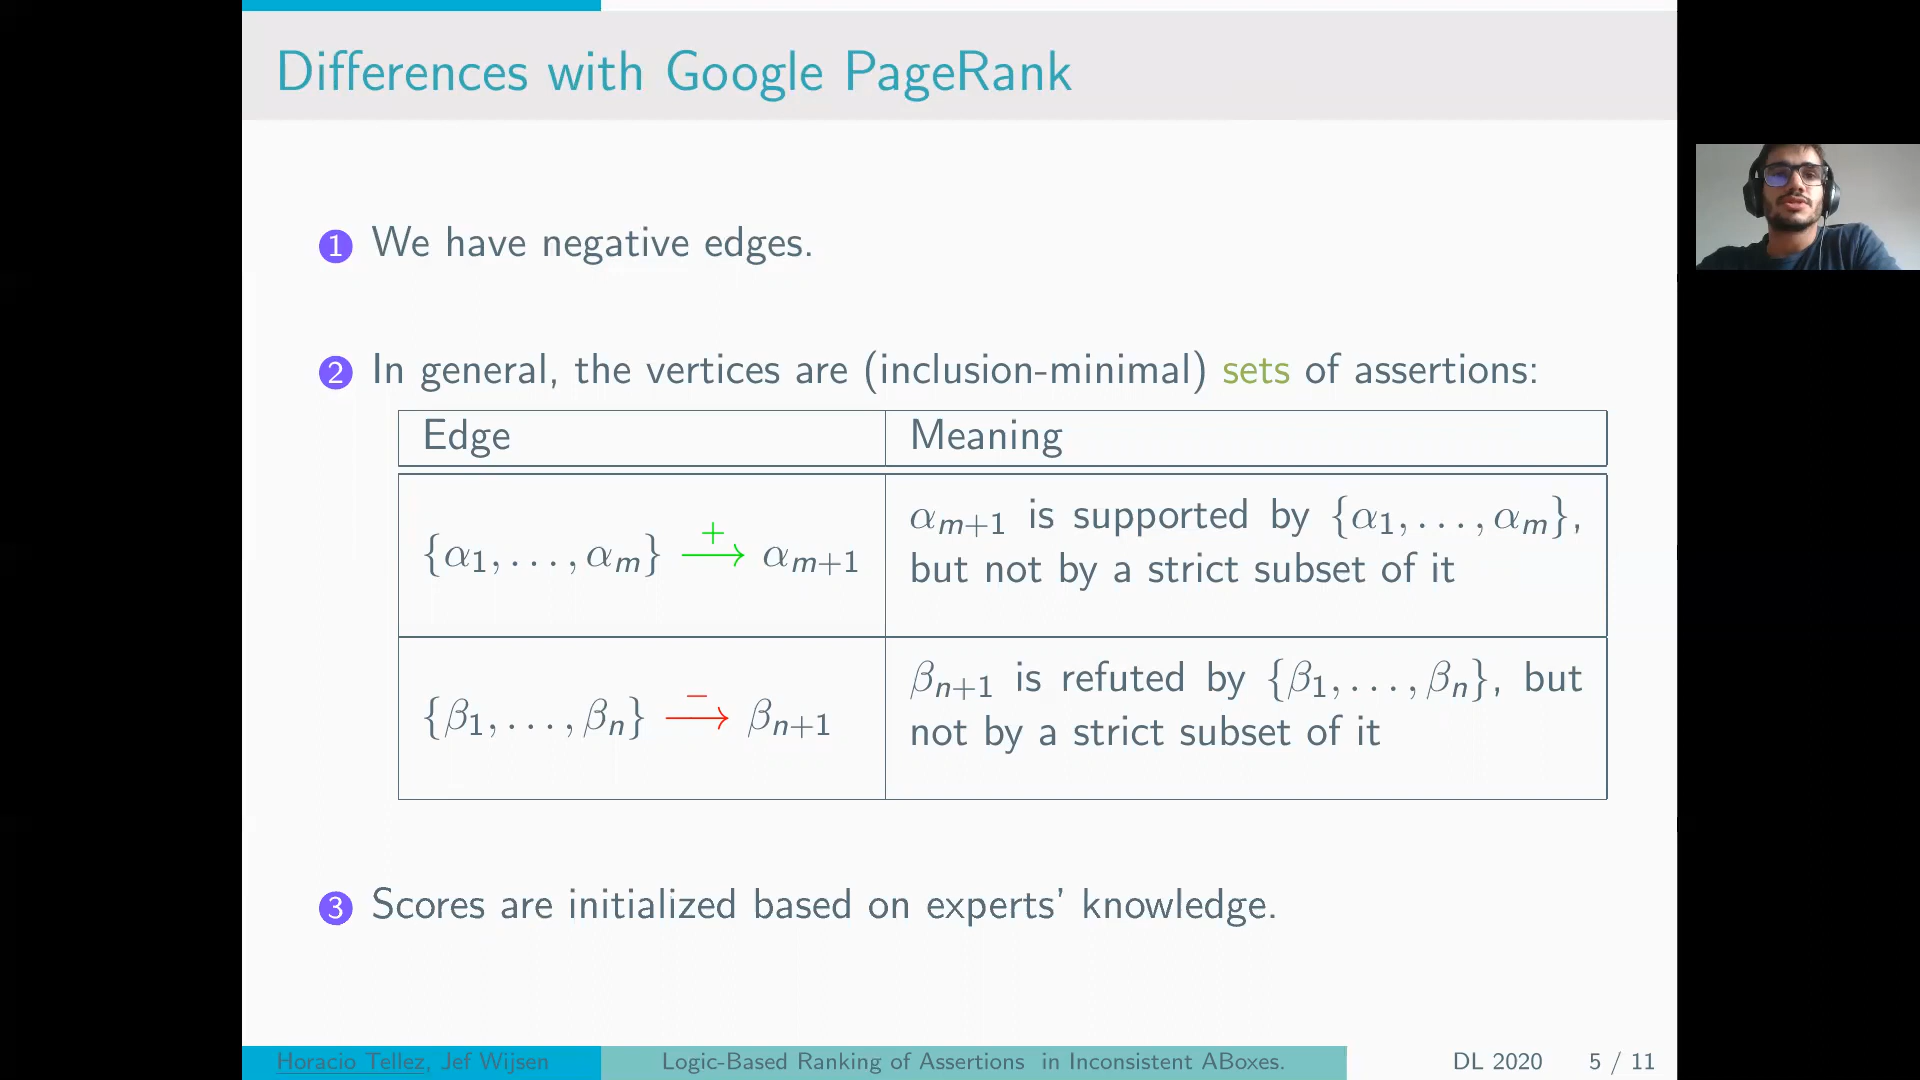 Differences with Google PageRank
1 We have negative edges.
2 In general, the vertices are (inclusion-minimal) sets of assertions:
Edge Meaning
{α1, . . . , αm} + → αm+1
αm+1 is supported by {α1, . . . , αm},
but not by a strict subset of it
{β1, . . . , βn} − → βn+1
βn+1 is refuted by {β1, . . . , βn}, but
not by a strict subset of it
3 Scores are initialized based on experts' knowledge.
Horacio Tellez, Jef Wijsen Logic-Based Ranking of Assertions in Inconsistent ABoxes. DL 2020 5 / 11